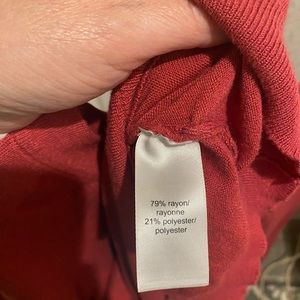 79% rayon/
rayonne
21% polyester/
polyester